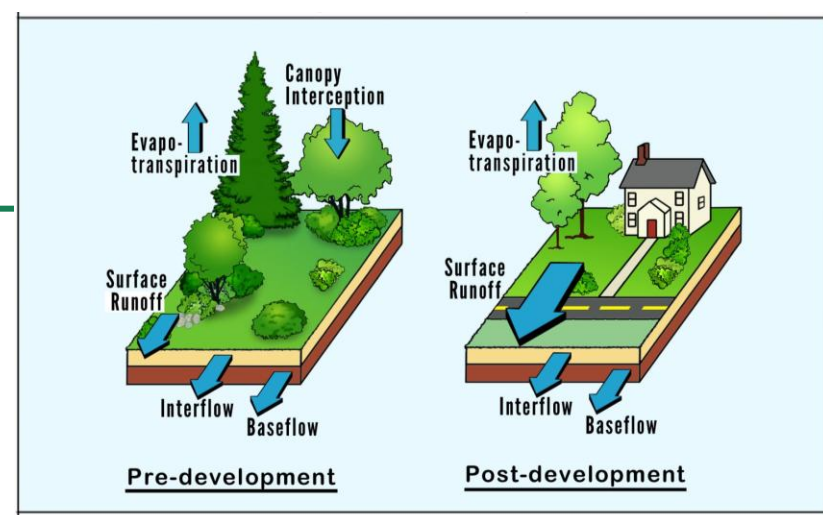 Canopy
Interception
Evapo-
transpiration
Surface
Runoff
Interflow
Baseflow
Pre-development
Evapo-
transpiration
Surface
Runoff
Interflow
Baseflow
Post-development